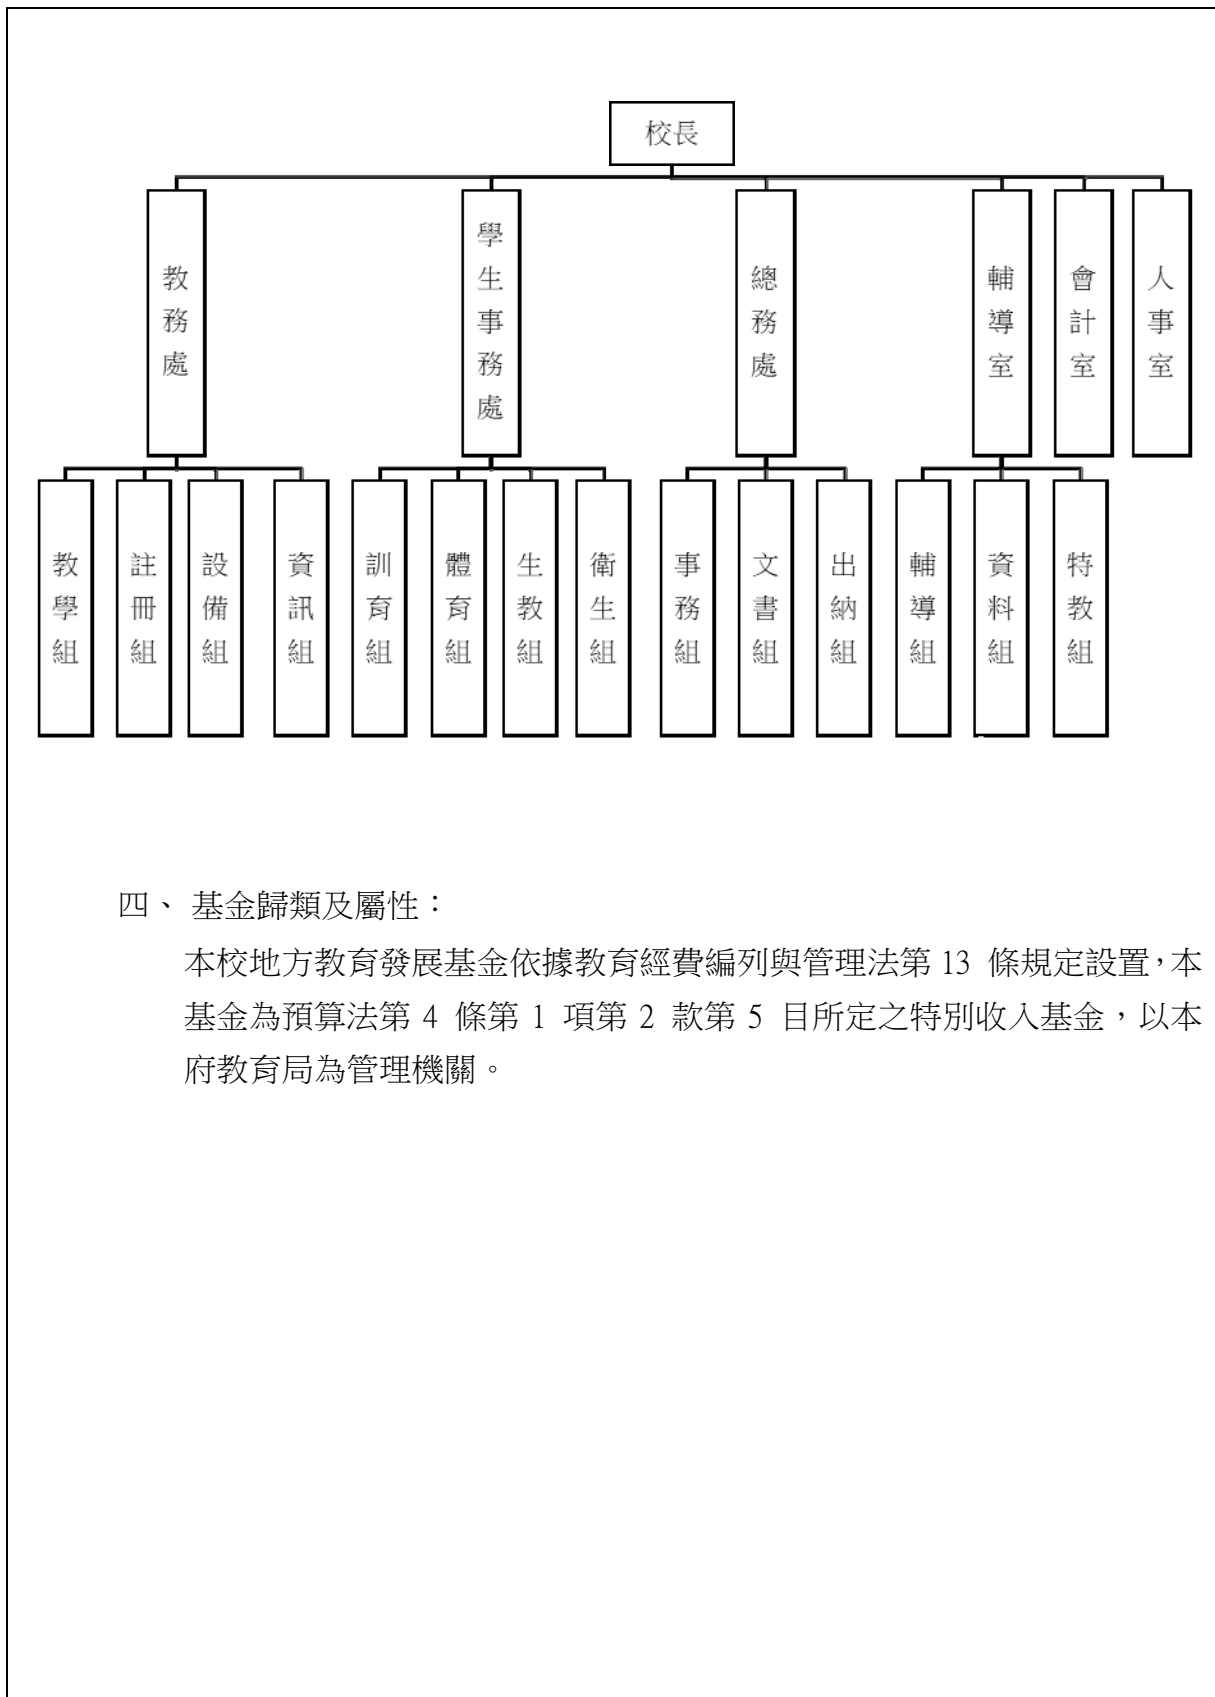 校長
教務處
學生事務處
總務處
輔導室
會計室
人事室
教學組
註冊組
設備組
資訊組
訓育組
體育組
生教組
衛生組
事務組
文書組
出納組
輔導組
資料組
特教組
四、 基金歸類及屬性：
本校地方教育發展基金依據教育經費編列與管理法第 13 條規定設置，本
基金為預算法第 4 條第 1 項第 2 款第 5 目所定之特別收入基金，以本
府教育局為管理機關。